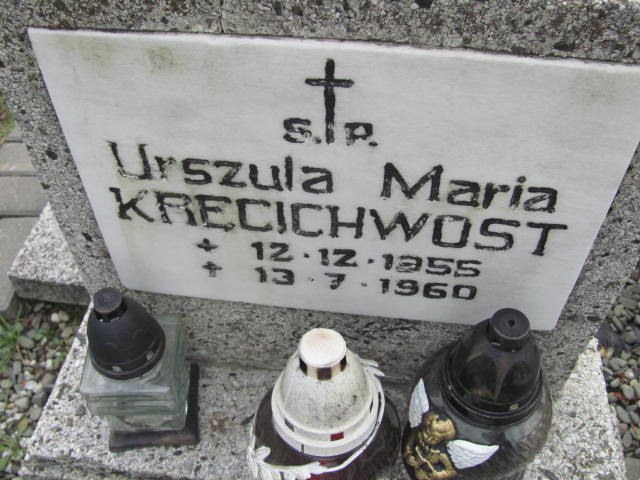 Ś.P.
Urszula Maria
KRECICHWOST
+ 12.12.1955
+ 13.7.1960